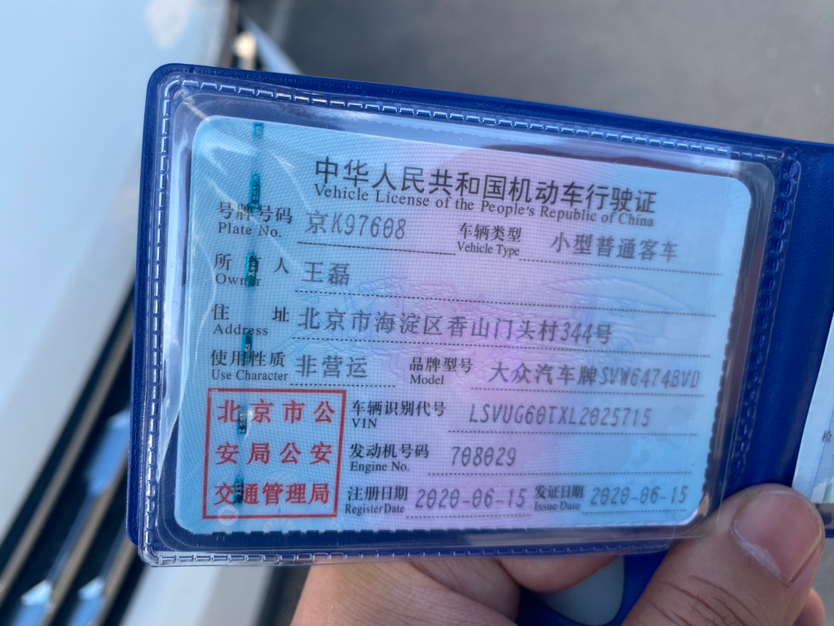 中华人民共和国机动车行驶证
Vehicle License of the People's Republic of China
号牌号码 京K97608 车辆类型 小型普通客车
Plate No. Vehicle Type
所有人 王磊
Owner
住址 北京市海淀区香山门头村344号
Address
使用性质 非营运 品牌型号 大众汽车牌SVW6474BVD
Use Character Model
北京市公
安局公安
交通管理局
车辆识别代号 LSVUG60TXL2025715
VIN
发动机号码 708029
Engine No.
注册日期 2020-06-15 发证日期 2020-06-15
Register Date Issue Date
检